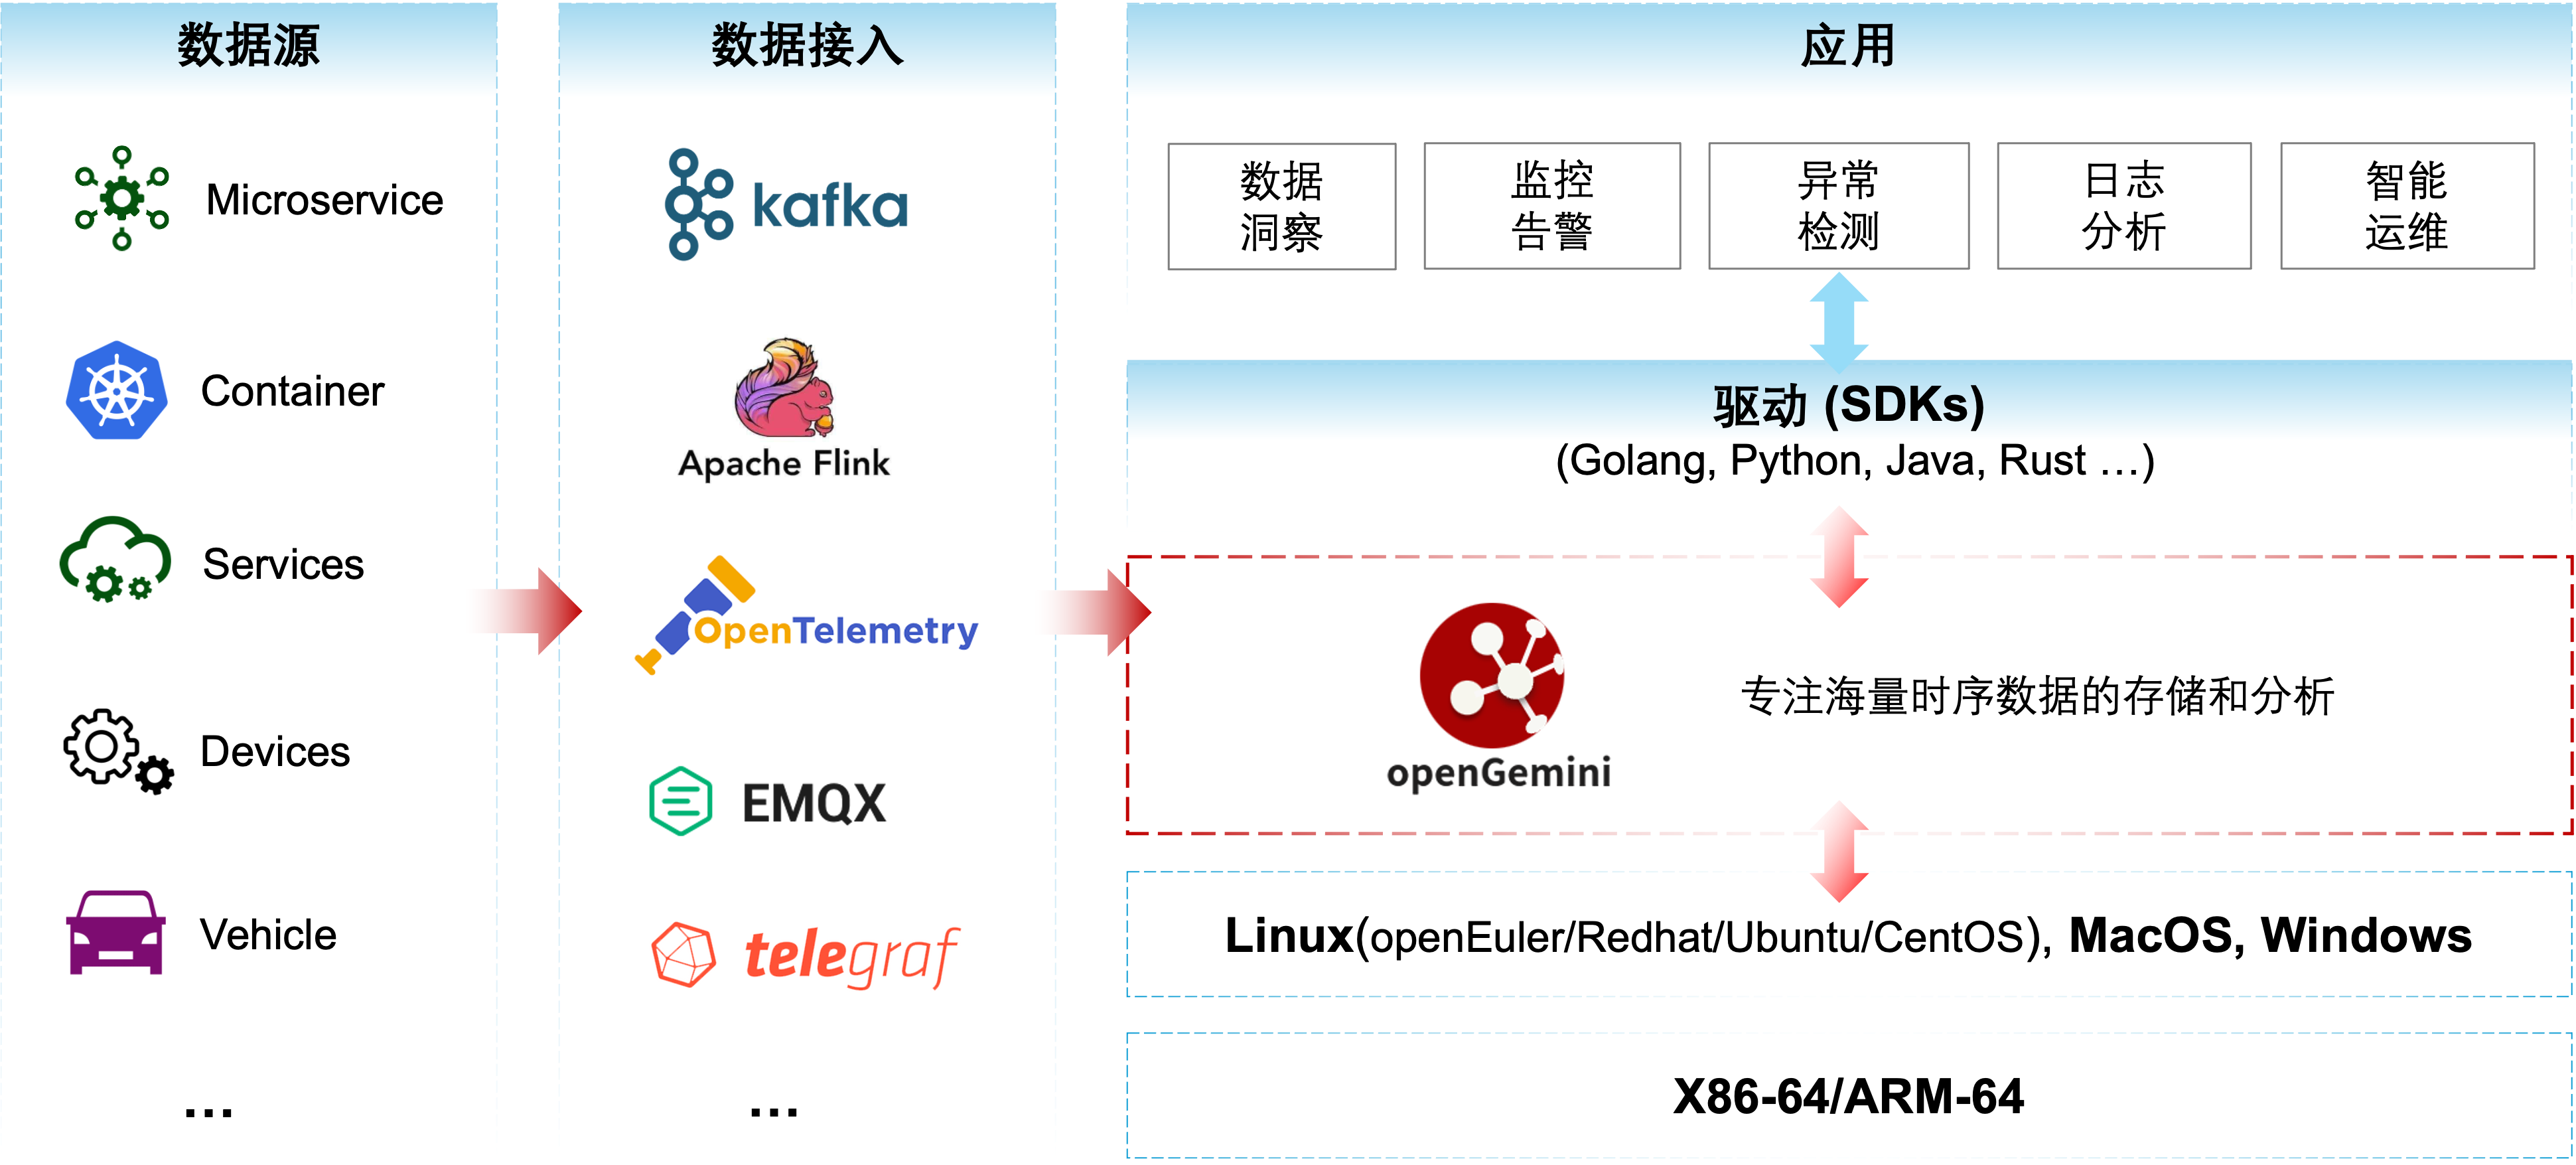 数据源
Microservice
Container
Services
Devices
Vehicle
...
数据接入
kafka
Apache Flink
OpenTelemetry
EMQX
telegraf
...
应用
数据
洞察
监控
告警
异常
检测
日志
分析
智能
运维
驱动 (SDKs)
(Golang, Python, Java, Rust ...)
openGemini
专注海量时序数据的存储和分析
Linux(openEuler/Redhat/Ubuntu/CentOS), MacOS, Windows
X86-64/ARM-64